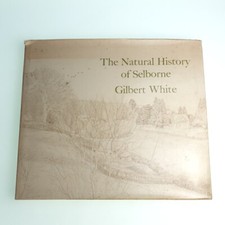 The Natural History
of Selborne
Gilbert White